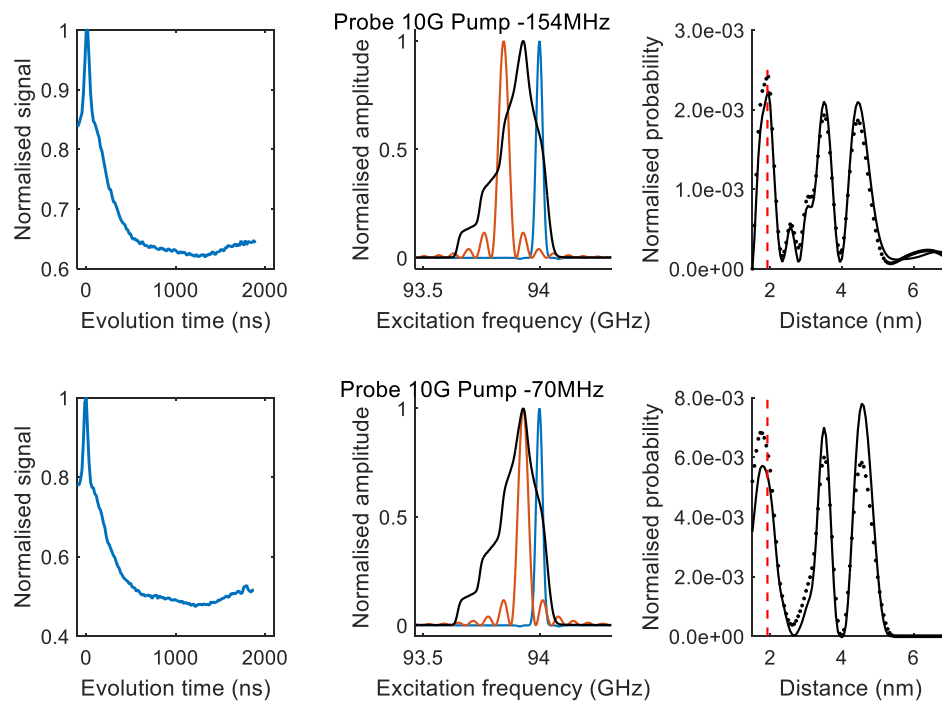 Probe 10G Pump -154MHz
Normalised signal
1
0.9
0.8
0.7
0.6
0
1000
2000
Evolution time (ns)
Normalised amplitude
1
0.5
0
93.5
94
Excitation frequency (GHz)
Normalised probability
3.0e-03
2.0e-03
1.0e-03
0.0e+00
2
4
6
Distance (nm)
Probe 10G Pump -70MHz
Normalised signal
1
0.8
0.6
0.4
0
1000
2000
Evolution time (ns)
Normalised amplitude
1
0.5
0
93.5
94
Excitation frequency (GHz)
Normalised probability
8.0e-03
6.0e-03
4.0e-03
2.0e-03
0.0e+00
2
4
6
Distance (nm)